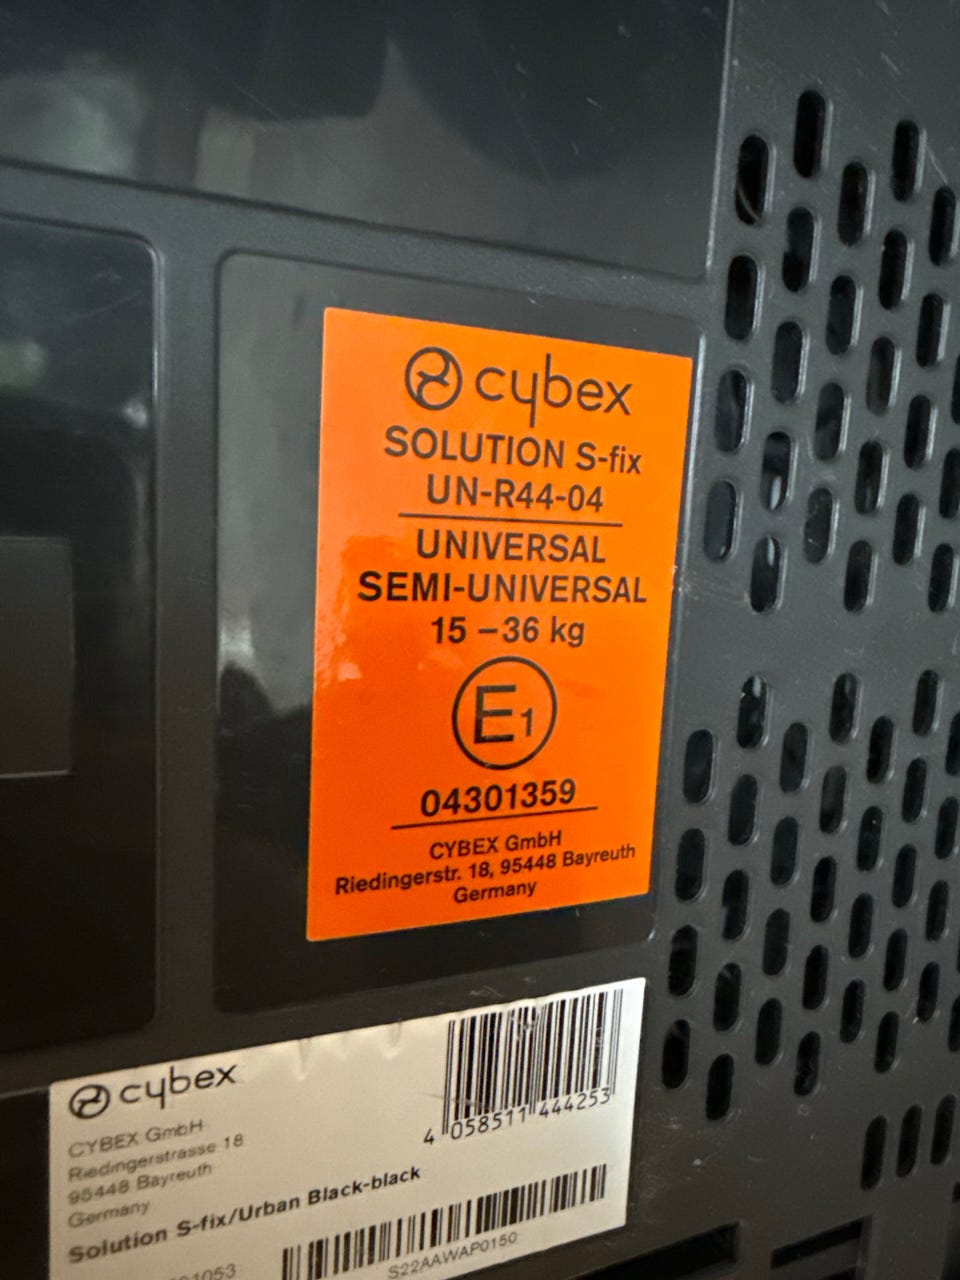 cybex
SOLUTION S-fix
UN-R44-04
UNIVERSAL
SEMI-UNIVERSAL
15 – 36 kg
E1
04301359
CYBEX GmbH
Riedingerstr. 18, 95448 Bayreuth
Germany
cybex
CYBEX GmbH
Riedingerstrasse 18
95448 Bayreuth
Germany
Solution S-fix/Urban Black-black
4 058511 444253
S22AAWAP0150